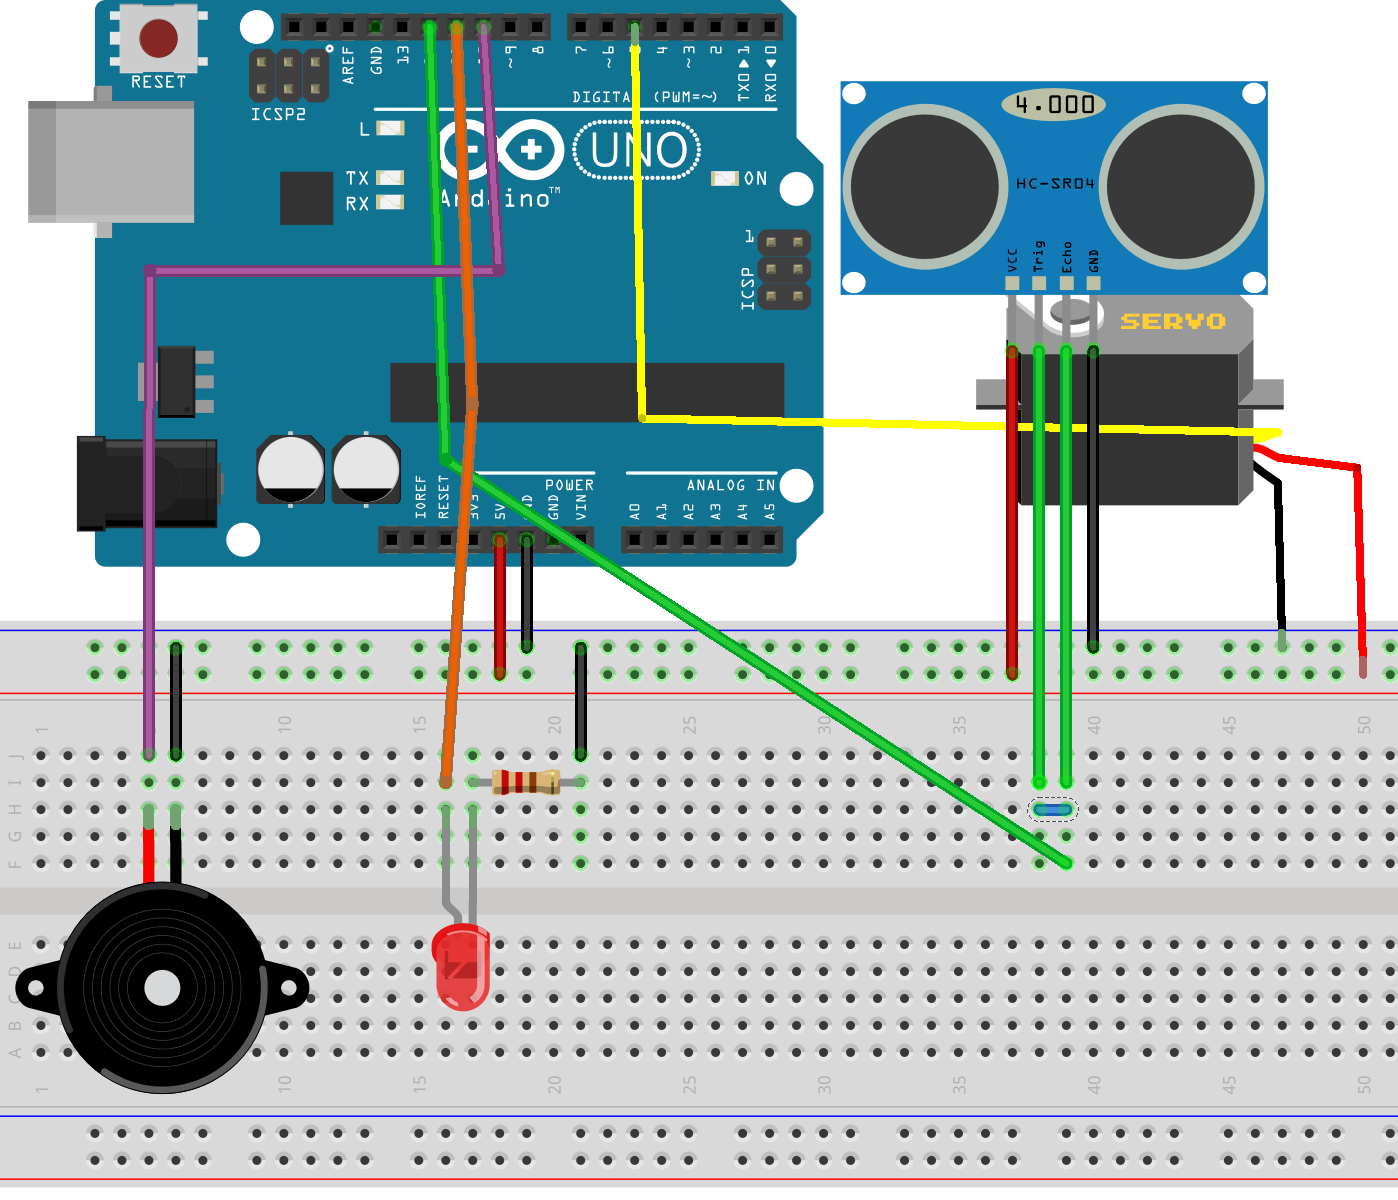 RESET
ICSP2
AREF
GND
13
~9
8
7
~6
4
~3
2
TX0▶1
RX0◀0
DIGITA (PWM=~)
L
TX
RX
UNO
Arduino™
ON
1
ICSP
IOREF
RESET
3V3
5V
GND
VIN
POWER
A0
A1
A2
A3
A4
A5
ANALOG IN
4.000
HC-SR04
VCC
Trig
Echo
GND
SERVO
1
10
15
20
25
30
35
40
45
50
J
I
H
G
F
E
D
C
B
A
1
10
15
20
25
30
35
40
45
50